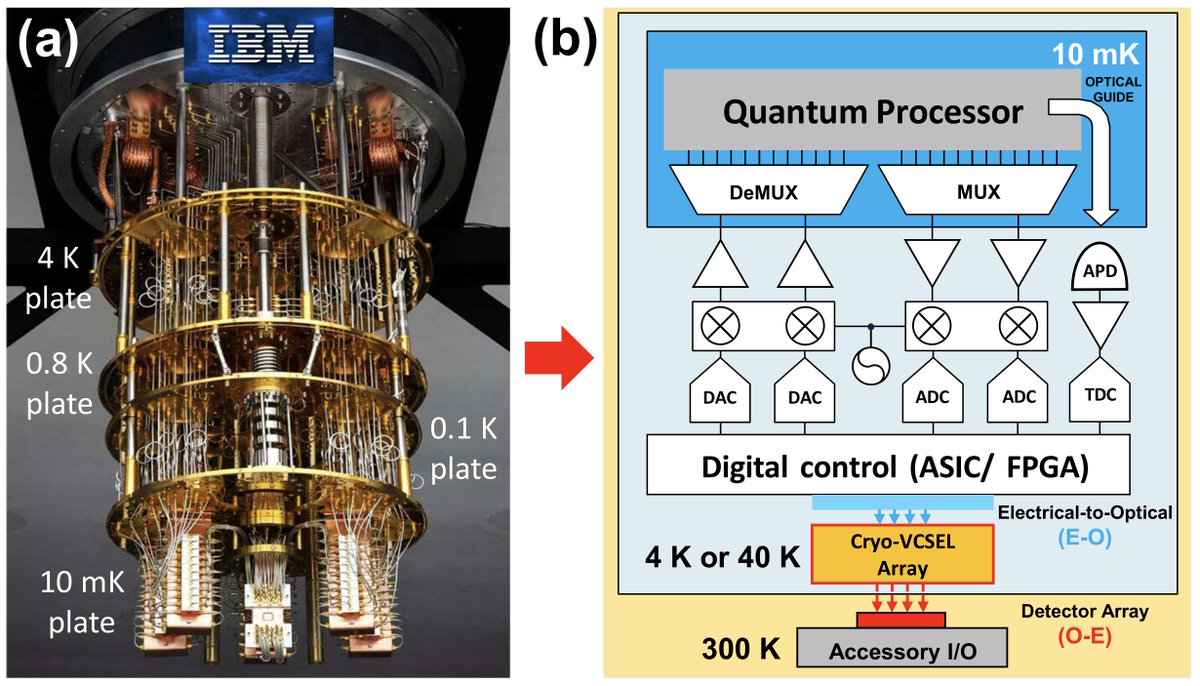 (a)
IBM
4 K
plate
0.8 K
plate
0.1 K
plate
10 mK
plate
(b)
10 mK
OPTICAL
GUIDE
Quantum Processor
DeMUX
MUX
APD
DAC
DAC
ADC
ADC
TDC
Digital control (ASIC/ FPGA)
Electrical-to-Optical
(E-O)
Cryo-VCSEL
Array
4 K or 40 K
Detector Array
(O-E)
300 K
Accessory I/O